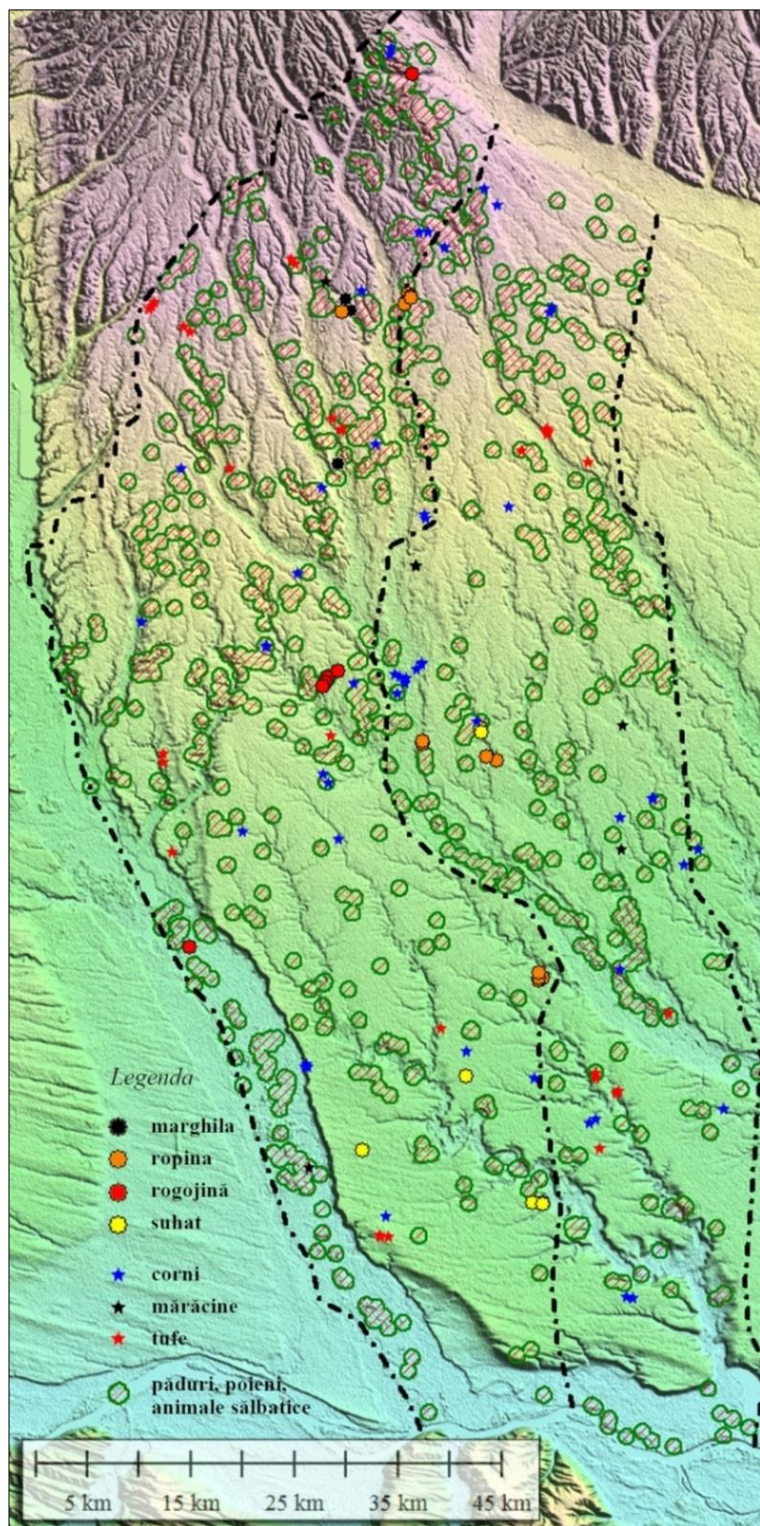 Legenda
marghila
ropina
rogojină
suhat
corni
mărăcine
tufe
păduri, poieni,
animale sălbatice
5 km 15 km 25 km 35 km 45 km